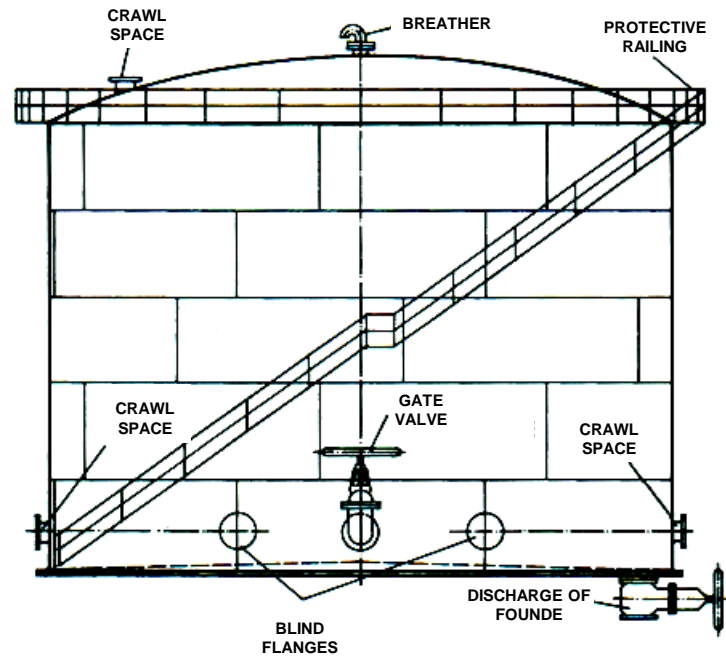 CRAWL
SPACE
BREATHER
PROTECTIVE
RAILING
CRAWL
SPACE
GATE
VALVE
CRAWL
SPACE
DISCHARGE OF
FOUNDE
BLIND
FLANGES